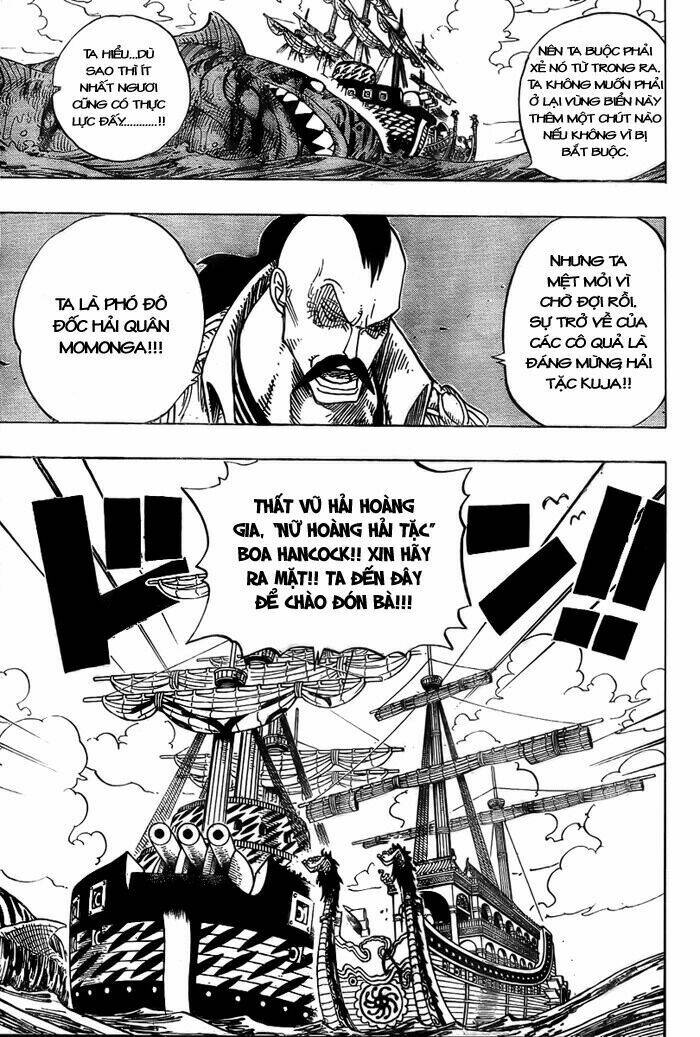 NÊN TA BUỘC PHẢI
XẺ NÓ TỪ TRONG RA.
TA KHÔNG MUỐN PHẢI
Ở LẠI VÙNG BIỂN NÀY
THÊM MỘT CHÚT NÀO
NẾU KHÔNG VÌ BỊ
BẮT BUỘC.
TA HIỂU...DÙ
SAO THÌ ÍT
NHẤT NGƯƠI
CŨNG CÓ THỰC
LỰC ĐẤY............!!
NHƯNG TA
MỆT MỎI VÌ
CHỜ ĐỢI RỒI.
SỰ TRỞ VỀ CỦA
CÁC CÔ QUẢ LÀ
ĐÁNG MỪNG, HẢI
TẶC KUJA!!
TA LÀ PHÓ ĐÔ
ĐỐC HẢI QUÂN
MOMONGA!!!
THẤT VŨ HẢI HOÀNG
GIA, "NỮ HOÀNG HẢI TẶC"
BOA HANCOCK!! XIN HÃY
RA MẶT!! TA ĐẾN ĐÂY
ĐỂ CHÀO ĐÓN BÀ!!!
ドン!!